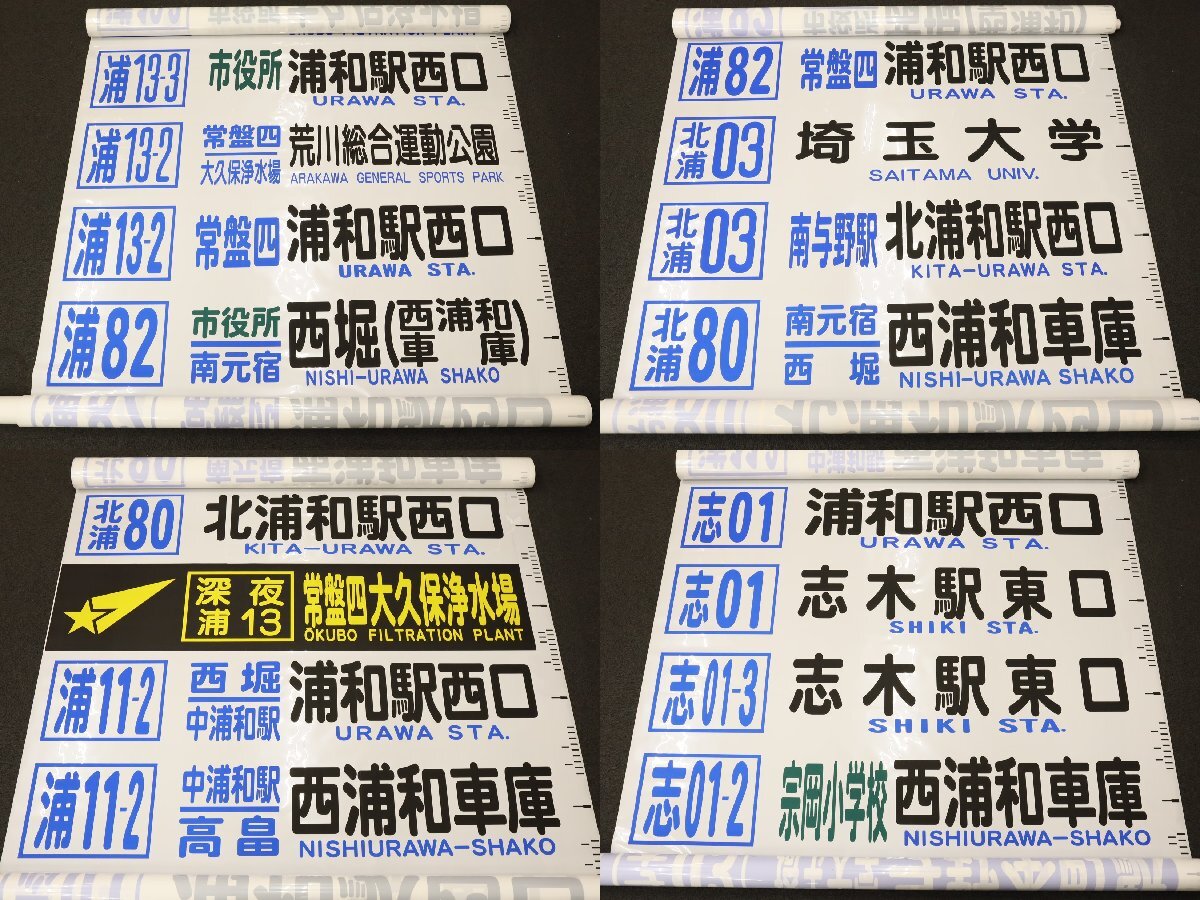 浦13-3 市役所 浦和駅西口
URAWA STA.
浦13-2 常盤四 大久保浄水場 荒川総合運動公園
ARAKAWA GENERAL SPORTS PARK
浦13-2 常盤四 浦和駅西口
URAWA STA.
浦82 市役所 南元宿 西堀(西浦和車庫)
NISHI-URAWA SHAKO
浦82 常盤四 浦和駅西口
URAWA STA.
北浦03 埼玉大学
SAITAMA UNIV.
北浦03 南与野駅 北浦和駅西口
KITA-URAWA STA.
北浦80 南元宿 西堀 西浦和車庫
NISHI-URAWA SHAKO
北浦80 北浦和駅西口
KITA-URAWA STA.
深夜浦13 常盤四大久保浄水場
OKUBO FILTRATION PLANT
浦11-2 西堀 中浦和駅 浦和駅西口
URAWA STA.
浦11-2 中浦和駅 高畠 西浦和車庫
NISHIURAWA-SHAKO
志01 浦和駅西口
URAWA STA.
志01 志木駅東口
SHIKI STA.
志01-3 志木駅東口
SHIKI STA.
志01-2 宗岡小学校 西浦和車庫
NISHIURAWA-SHAKO